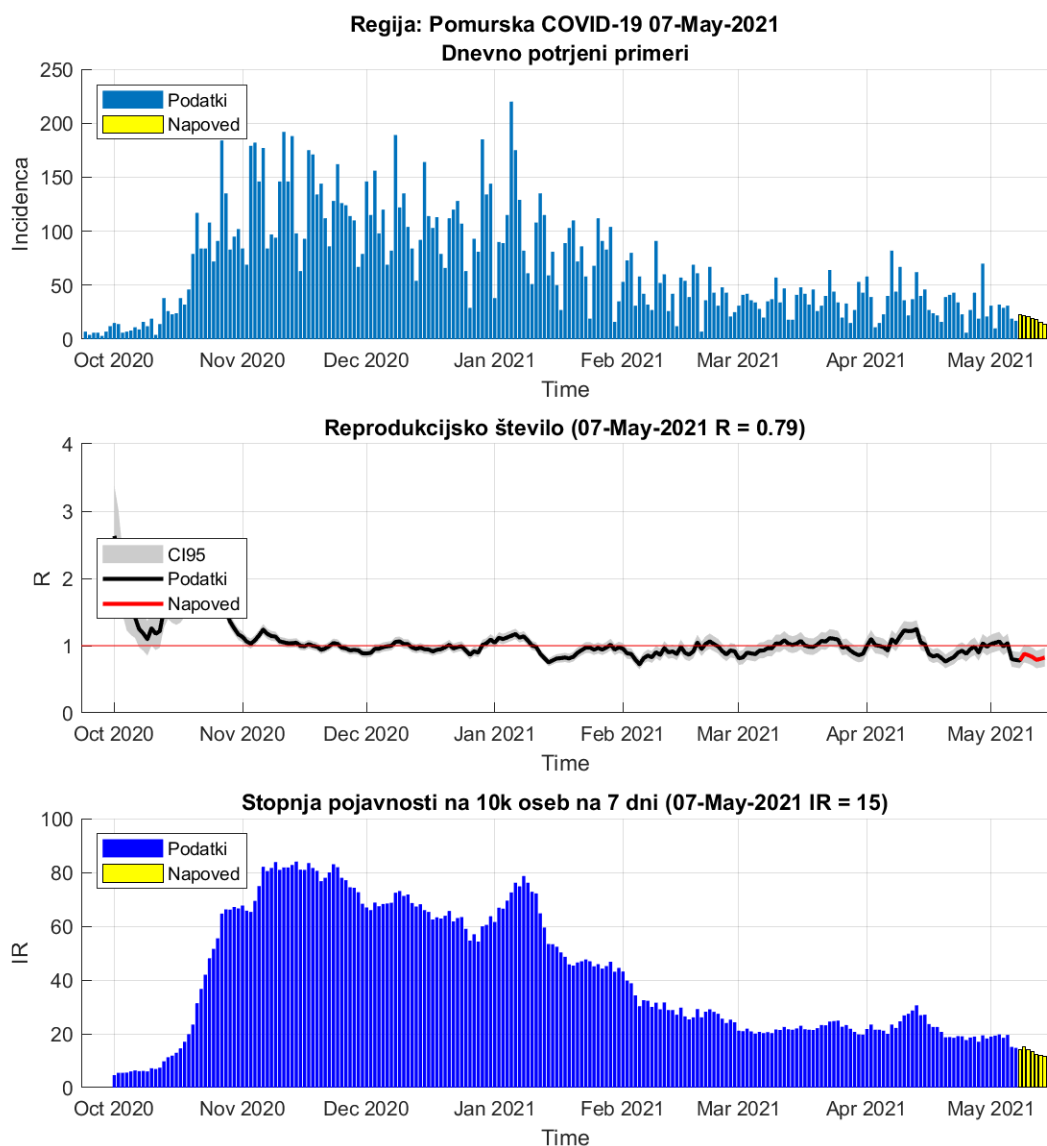 Regija: Pomurska COVID-19 07-May-2021
Dnevno potrjeni primeri
250
200
150
100
50
0
Incidenca
Podatki
Napoved
Oct 2020 Nov 2020 Dec 2020 Jan 2021 Feb 2021 Mar 2021 Apr 2021 May 2021
Time
Reprodukcijsko število (07-May-2021 R = 0.79)
4
3
2
1
0
R
CI95
Podatki
Napoved
Oct 2020 Nov 2020 Dec 2020 Jan 2021 Feb 2021 Mar 2021 Apr 2021 May 2021
Time
Stopnja pojavnosti na 10k oseb na 7 dni (07-May-2021 IR = 15)
100
80
60
40
20
0
IR
Podatki
Napoved
Oct 2020 Nov 2020 Dec 2020 Jan 2021 Feb 2021 Mar 2021 Apr 2021 May 2021
Time